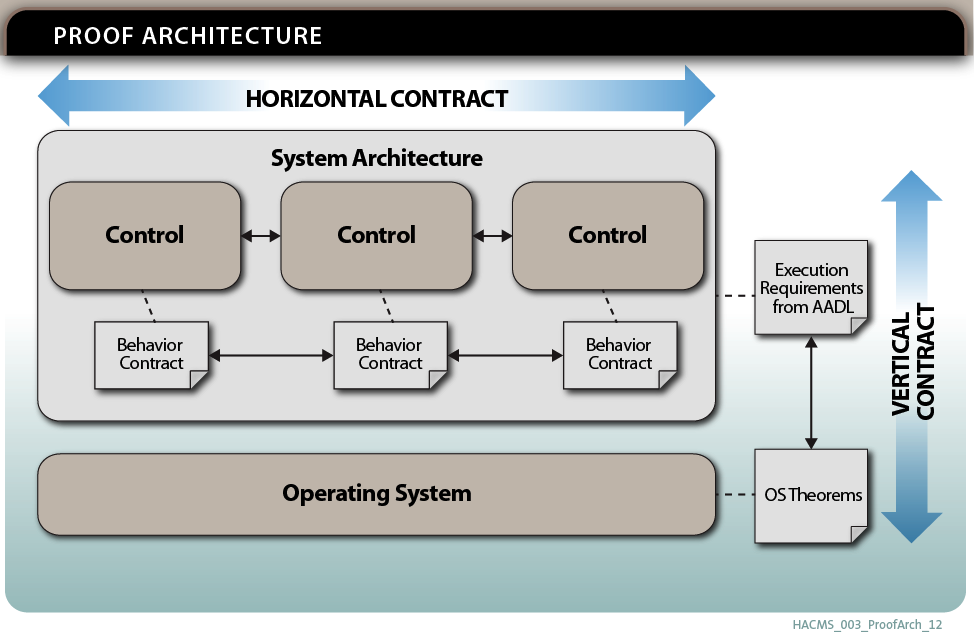 PROOF ARCHITECTURE
HORIZONTAL CONTRACT
System Architecture
Control
Control
Control
Behavior
Contract
Behavior
Contract
Behavior
Contract
Execution
Requirements
from AADL
VERTICAL
CONTRACT
Operating System
OS Theorems
HACMS_003_ProofArch_12